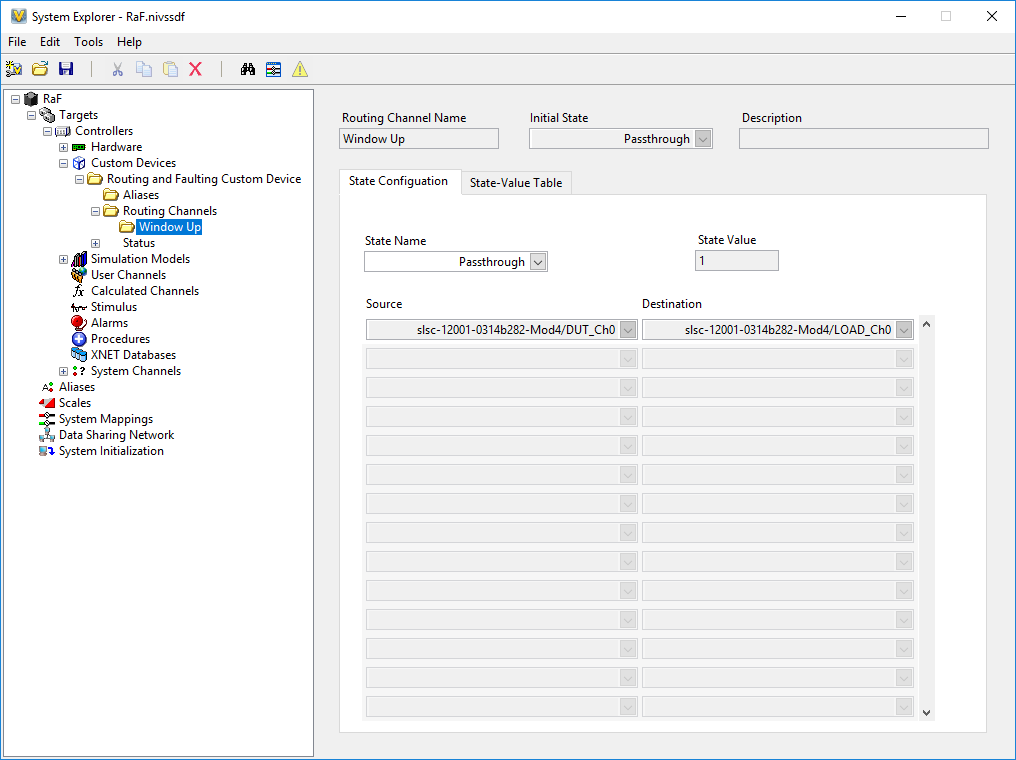 System Explorer - RaF.nivssdf
File Edit Tools Help
RaF
Targets
Controllers
Hardware
Custom Devices
Routing and Faulting Custom Device
Aliases
Routing Channels
Window Up
Status
Simulation Models
User Channels
fx Calculated Channels
Stimulus
Alarms
Procedures
XNET Databases
System Channels
Aliases
Scales
System Mappings
Data Sharing Network
System Initialization
Routing Channel Name Initial State Description
Window Up Passthrough
State Configuation State-Value Table
State Name State Value
Passthrough 1
Source Destination
slsc-12001-0314b282-Mod4/DUT_Ch0 slsc-12001-0314b282-Mod4/LOAD_Ch0